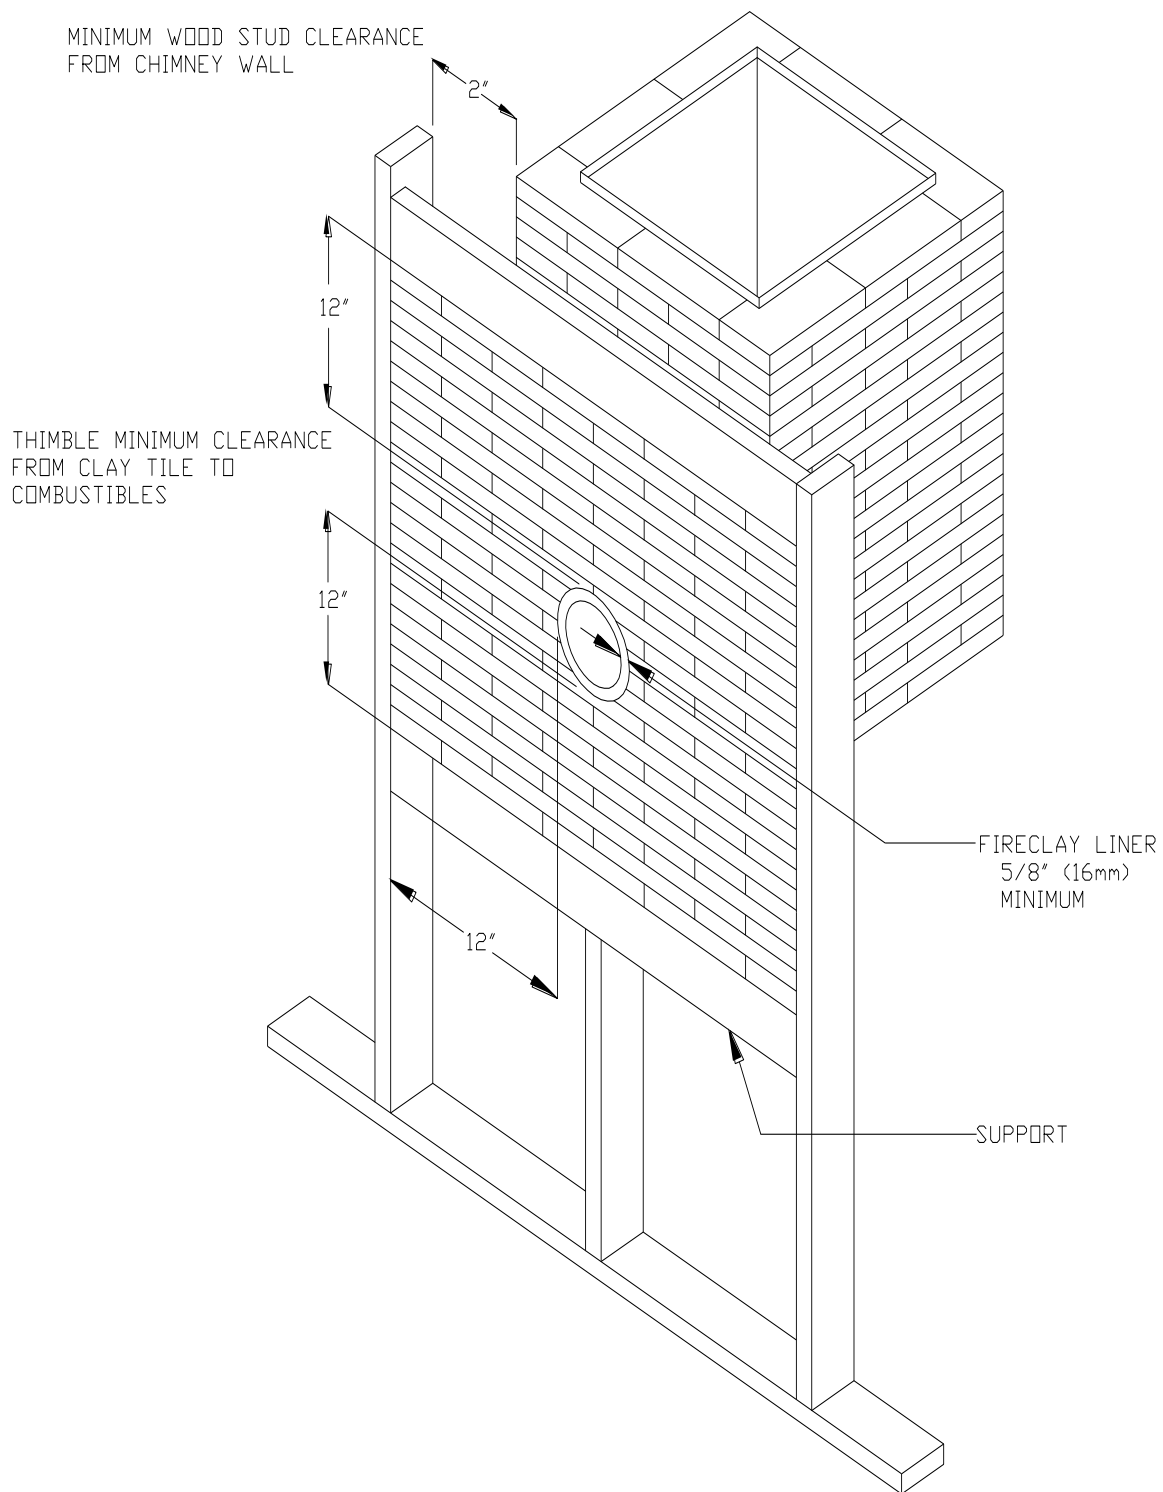 MINIMUM WOOD STUD CLEARANCE
FROM CHIMNEY WALL
2"
12"
THIMBLE MINIMUM CLEARANCE
FROM CLAY TILE TO
COMBUSTIBLES
12"
FIRECLAY LINER
5/8" (16mm)
MINIMUM
12"
SUPPORT